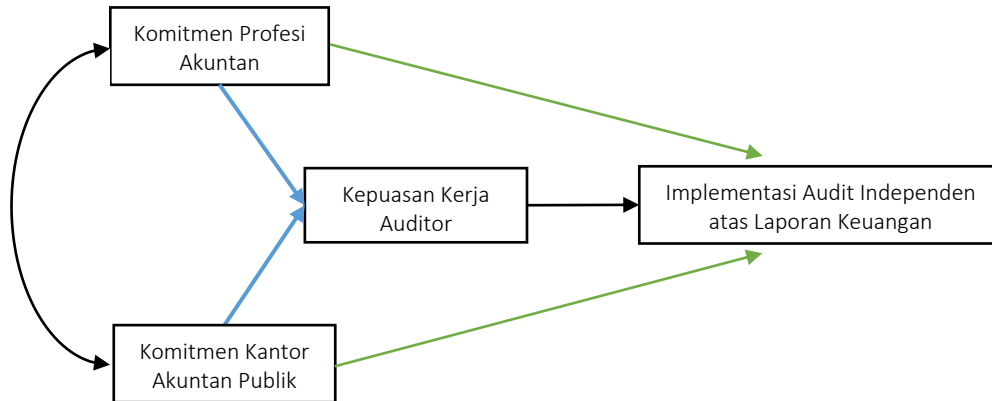 Komitmen Profesi
Akuntan
Kepuasan Kerja
Auditor
Implementasi Audit Independen
atas Laporan Keuangan
Komitmen Kantor
Akuntan Publik